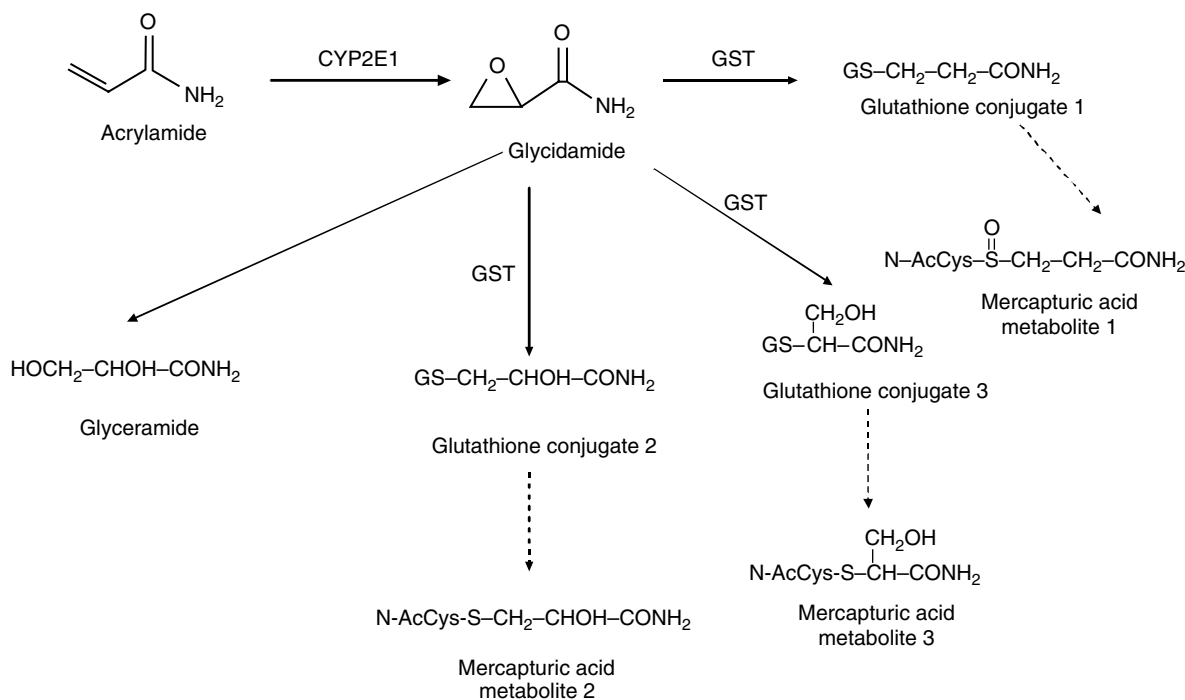 O
NH2
Acrylamide
CYP2E1
O
O
NH2
Glycidamide
GST
GS–CH2–CH2–CONH2
Glutathione conjugate 1
GST
GST
O
N–AcCys–S–CH2–CH2–CONH2
Mercapturic acid
metabolite 1
HOCH2–CHOH–CONH2
Glyceramide
GS–CH2–CHOH–CONH2
Glutathione conjugate 2
CH2OH
GS–CH–CONH2
Glutathione conjugate 3
N-AcCys-S–CH2–CHOH–CONH2
Mercapturic acid
metabolite 2
CH2OH
N-AcCys-S–CH–CONH2
Mercapturic acid
metabolite 3